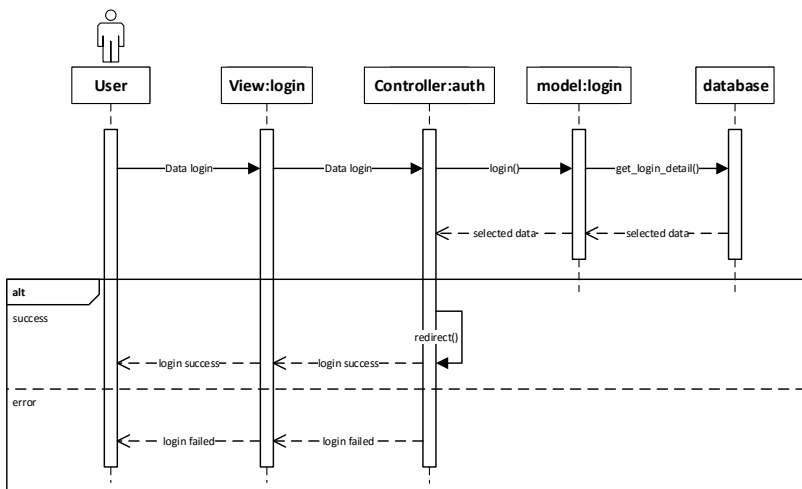 User
View:login
Controller:auth
model:login
database
Data login
Data login
login()
get_login_detail()
selected data
selected data
alt
success
redirect()
login success
login success
error
login failed
login failed